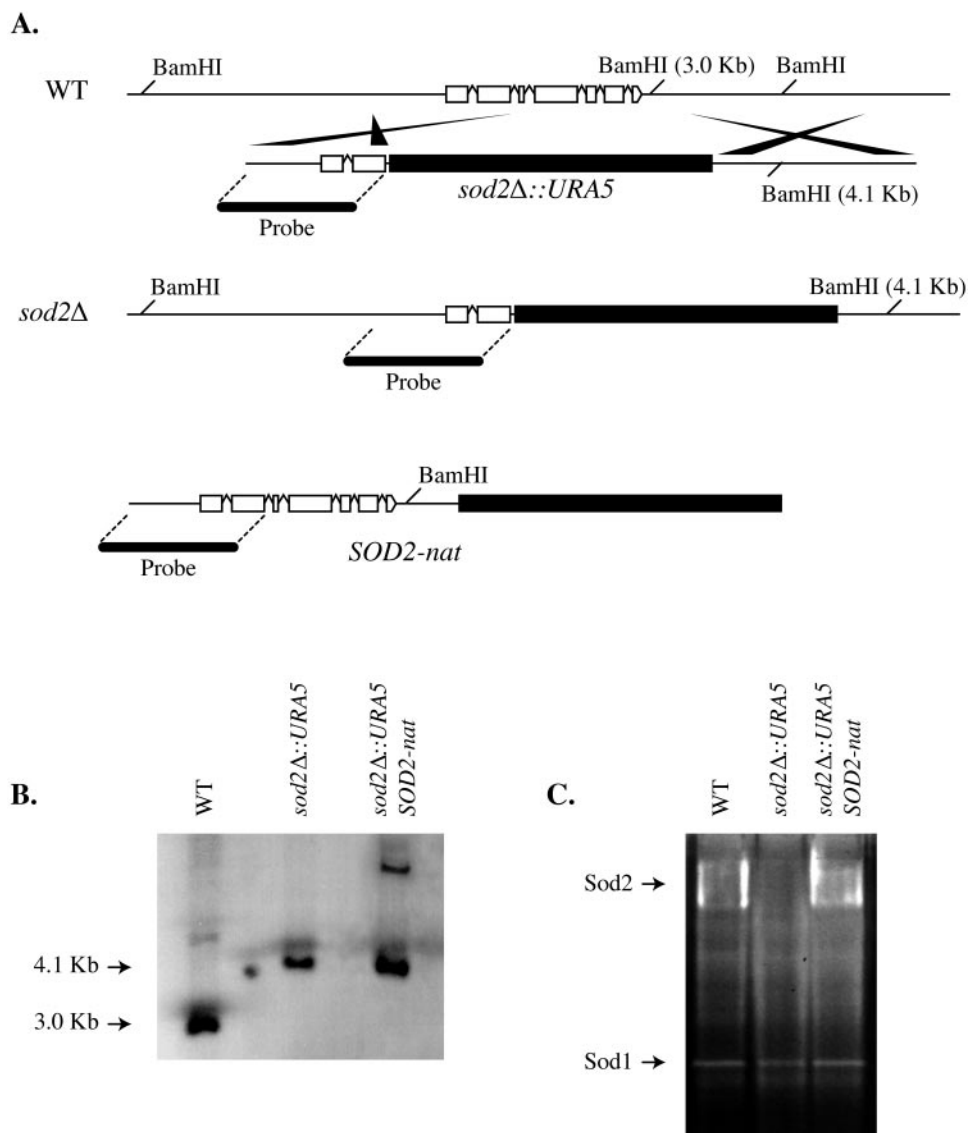 A.
WT
BamHI
BamHI (3.0 Kb)
BamHI
sod2Δ::URA5
BamHI (4.1 Kb)
Probe
sod2Δ
BamHI
BamHI (4.1 Kb)
Probe
BamHI
SOD2-nat
Probe
B.
WT
sod2Δ::URA5
sod2Δ::URA5
SOD2-nat
4.1 Kb
3.0 Kb
C.
WT
sod2Δ::URA5
sod2Δ::URA5
SOD2-nat
Sod2
Sod1